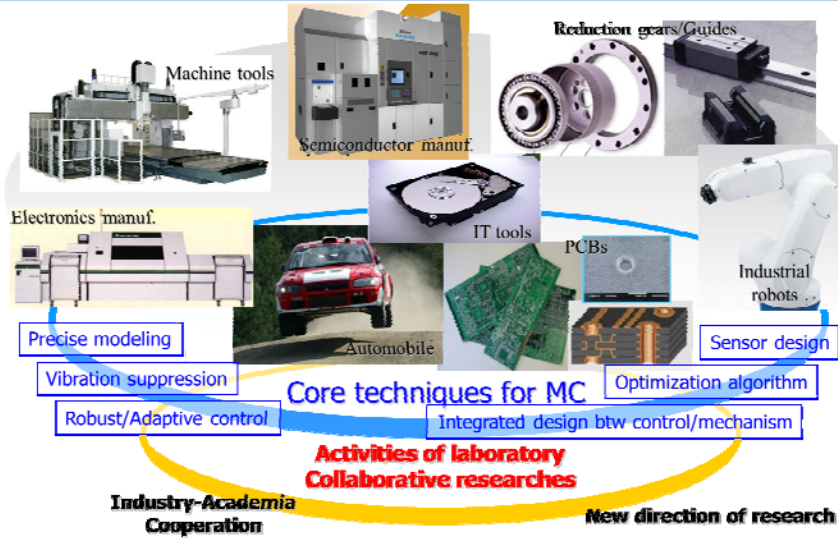 Reduction gears/Guides
Machine tools
Semiconductor manuf.
Electronics manuf.
IT tools
PCBs
Industrial
robots
Automobile
Precise modeling
Sensor design
Vibration suppression
Optimization algorithm
Core techniques for MC
Robust/Adaptive control
Integrated design btw control/mechanism
Activities of laboratory
Collaborative researches
Industry-Academia
Cooperation
New direction of research